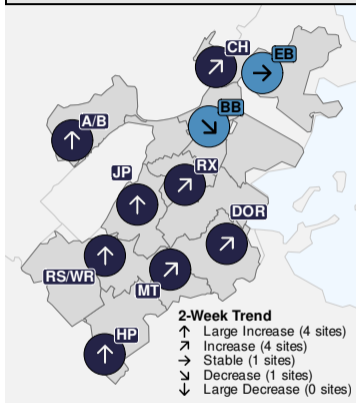 CH
EB
BB
A/B
JP
RX
DOR
RS/WR
MT
HP
2-Week Trend
↑ Large Increase (4 sites)
↗ Increase (4 sites)
→ Stable (1 sites)
↘ Decrease (1 sites)
↓ Large Decrease (0 sites)